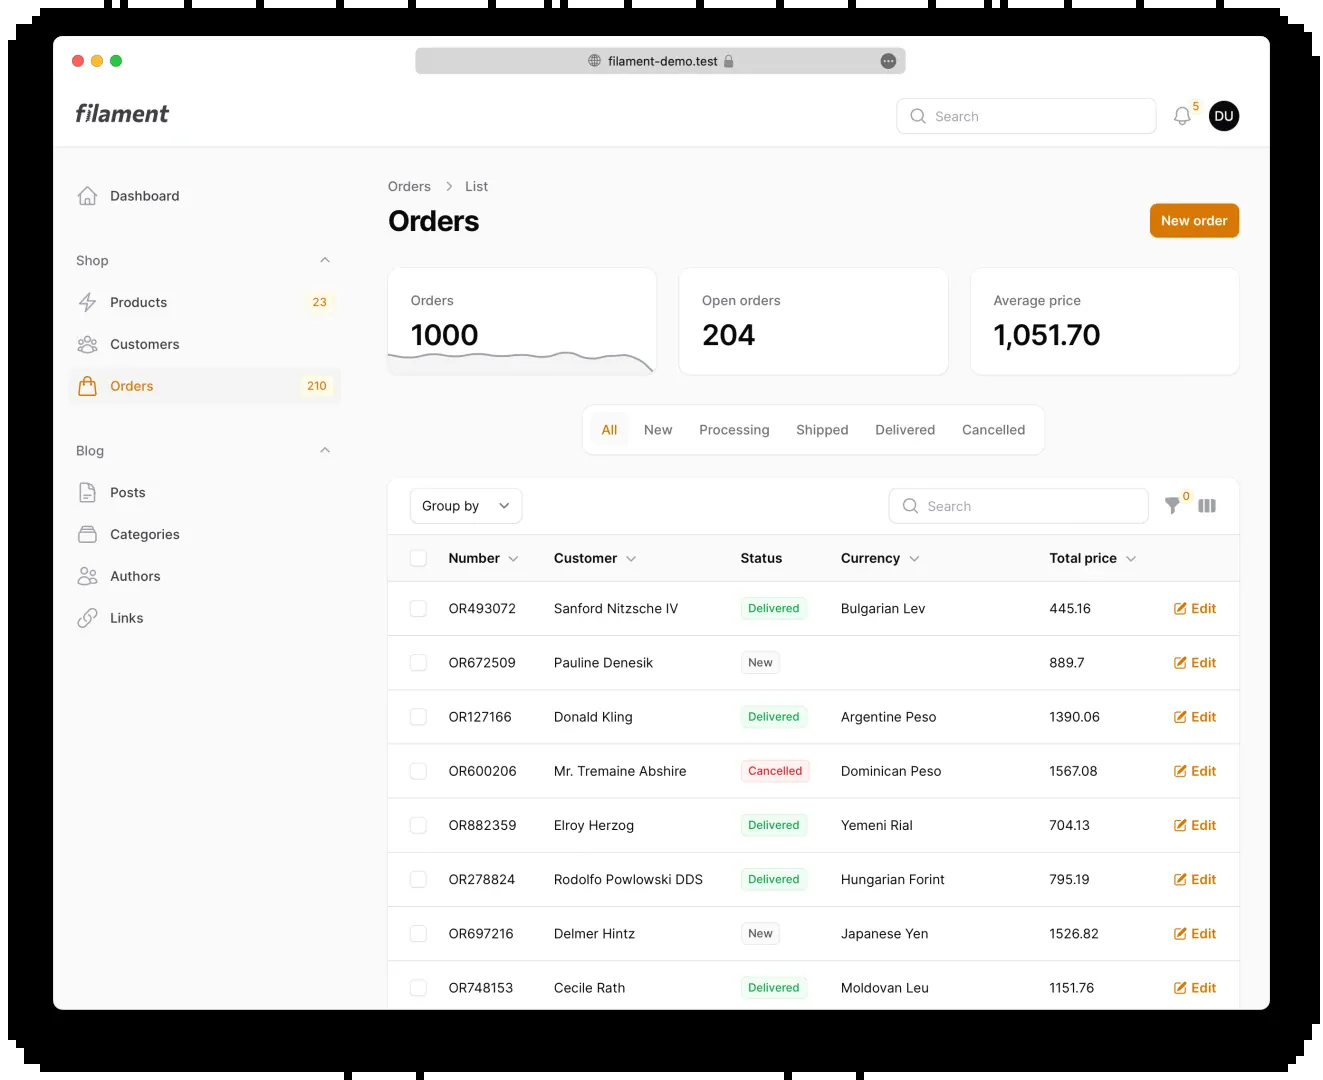 filament-demo.test
filament
Search
5
DU
Dashboard
Shop
Products 23
Customers
Orders 210
Blog
Posts
Categories
Authors
Links
Orders List
Orders
New order
Orders
1000
Open orders
204
Average price
1,051.70
All New Processing Shipped Delivered Cancelled
Group by
Search
0
Number Customer Status Currency Total price
OR493072 Sanford Nitzsche IV Delivered Bulgarian Lev 445.16 Edit
OR672509 Pauline Denesik New 889.7 Edit
OR127166 Donald Kling Delivered Argentine Peso 1390.06 Edit
OR600206 Mr. Tremaine Abshire Cancelled Dominican Peso 1567.08 Edit
OR882359 Elroy Herzog Delivered Yemeni Rial 704.13 Edit
OR278824 Rodolfo Powlowski DDS Delivered Hungarian Forint 795.19 Edit
OR697216 Delmer Hintz New Japanese Yen 1526.82 Edit
OR748153 Cecile Rath Delivered Moldovan Leu 1151.76 Edit